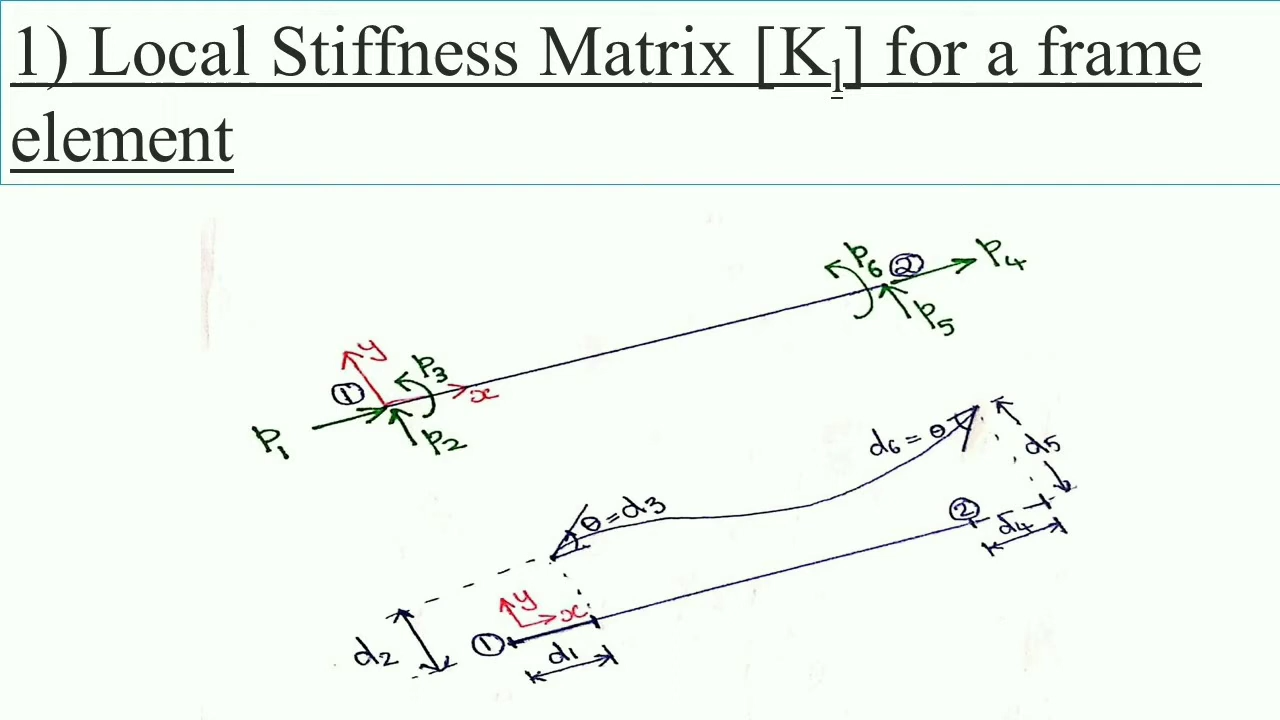 1) Local Stiffness Matrix [Kl] for a frame
element
P6
②
P4
P5
y
P3
①
x
P1
P2
d6 = θ
d5
θ = d3
②
d4
y
x
d2
①
d1